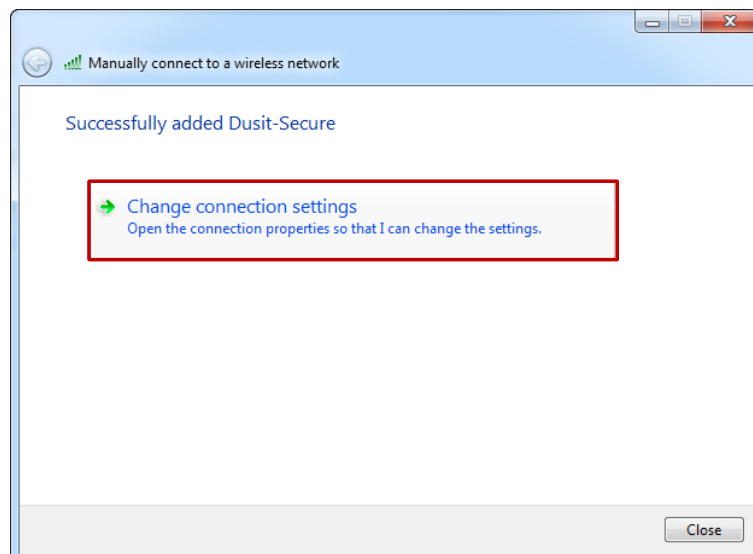 Manually connect to a wireless network
Successfully added Dusit-Secure
Change connection settings
Open the connection properties so that I can change the settings.
Close